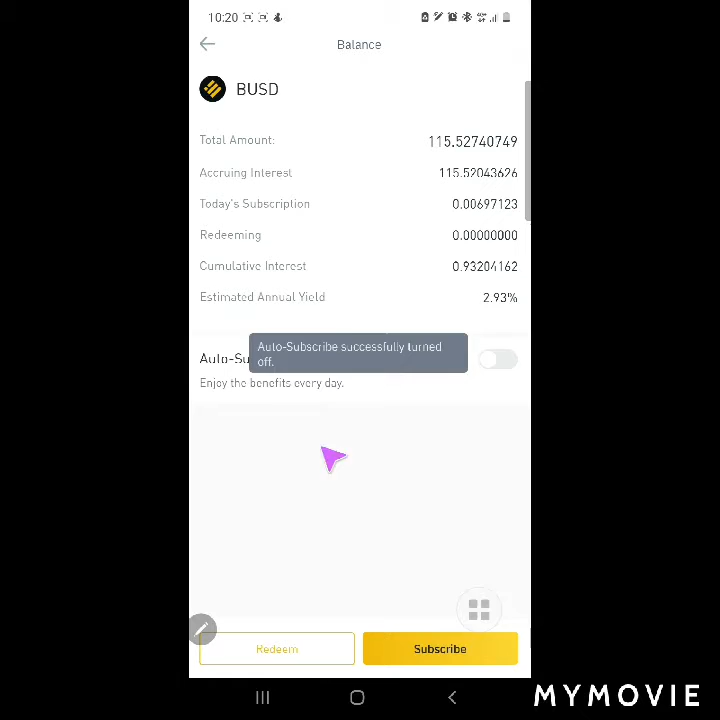 10:20
Balance
BUSD
Total Amount: 115.52740749
Accruing Interest 115.52043626
Today's Subscription 0.00697123
Redeeming 0.00000000
Cumulative Interest 0.93204162
Estimated Annual Yield 2.93%
Auto-Subscribe successfully turned
off.
Auto-Su
Enjoy the benefits every day.
Redeem Subscribe
MYMOVIE